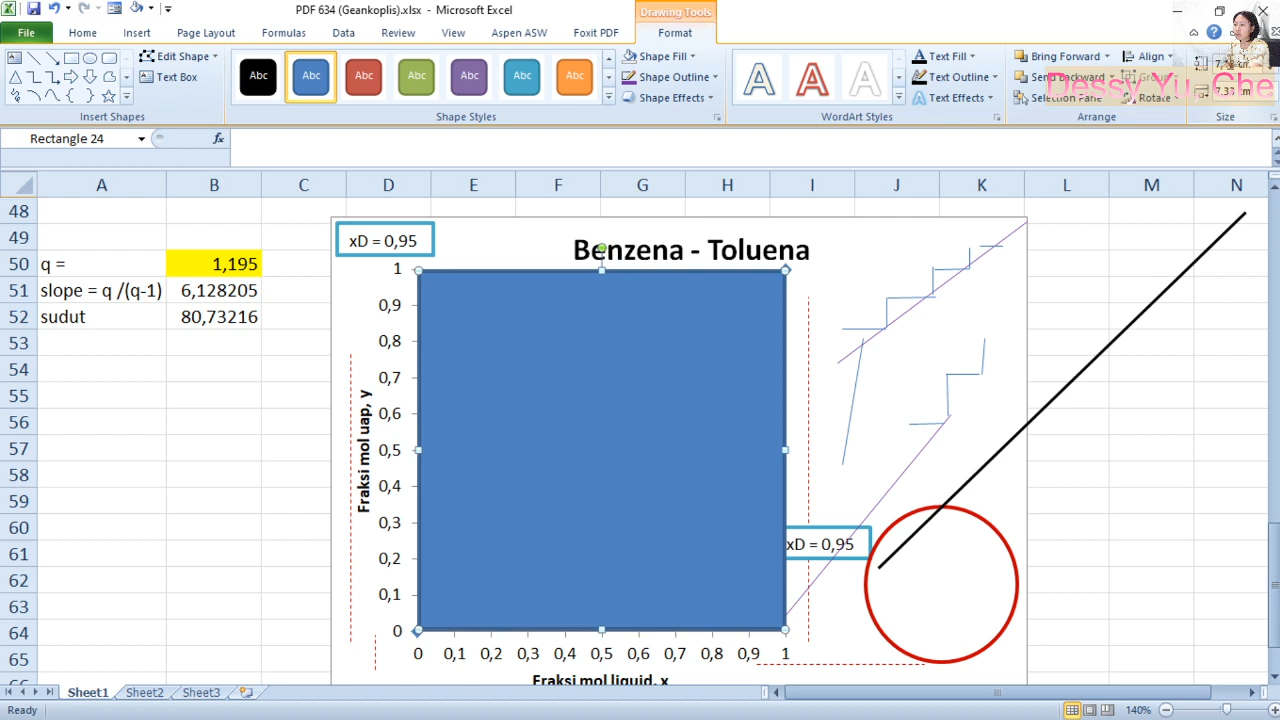 PDF 634 (Geankoplis).xlsx - Microsoft Excel
Drawing Tools
File Home Insert Page Layout Formulas Data Review View Aspen ASW Foxit PDF Format
Edit Shape
Text Box
Insert Shapes
Abc Abc Abc Abc Abc Abc Abc
Shape Fill
Shape Outline
Shape Effects
Shape Styles
A A A
Text Fill
Text Outline
Text Effects
WordArt Styles
Bring Forward
Send Backward
Selection Pane
Align
Group
Rotate
Arrange
Size
Dessy Yu, Che
Rectangle 24
fx
A B C D E F G H I J K L M N
48
49
50 q = 1,195
51 slope = q /(q-1) 6,128205
52 sudut 80,73216
53
54
55
56
57
58
59
60
61
62
63
64
65
xD = 0,95
Benzena - Toluena
1
0,9
0,8
0,7
0,6
0,5
0,4
0,3
0,2
0,1
0
Fraksi mol uap, y
0 0,1 0,2 0,3 0,4 0,5 0,6 0,7 0,8 0,9 1
Fraksi mol liquid, x
xD = 0,95
Sheet1 Sheet2 Sheet3
Ready
140%